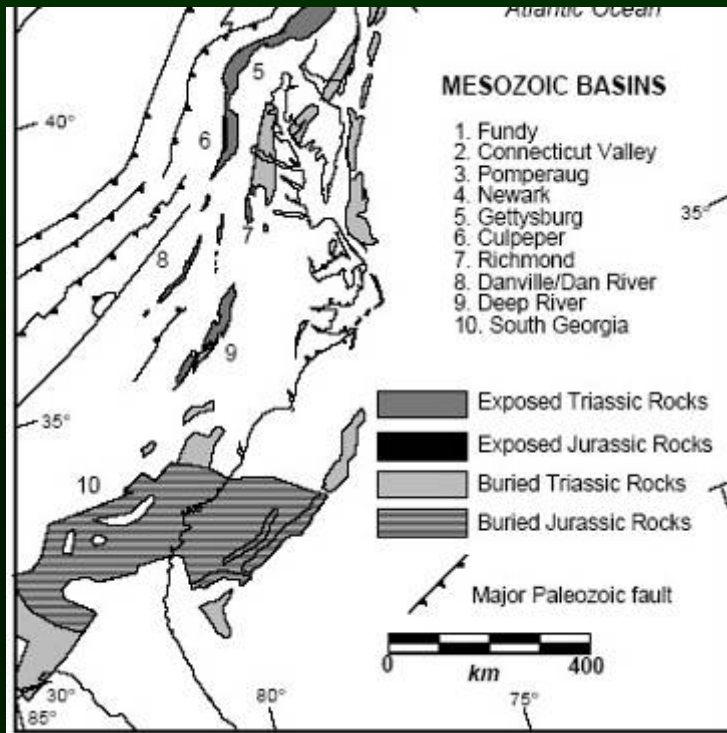 Atlantic Ocean
5
MESOZOIC BASINS
40°
6
1. Fundy
2. Connecticut Valley
3. Pomperaug
4. Newark
35°
5. Gettysburg
6. Culpeper
7
7. Richmond
8
8. Danville/Dan River
9. Deep River
10. South Georgia
9
Exposed Triassic Rocks
35°
Exposed Jurassic Rocks
10
Buried Triassic Rocks
Buried Jurassic Rocks
Major Paleozoic fault
0 400
km
30°
85°
80°
75°